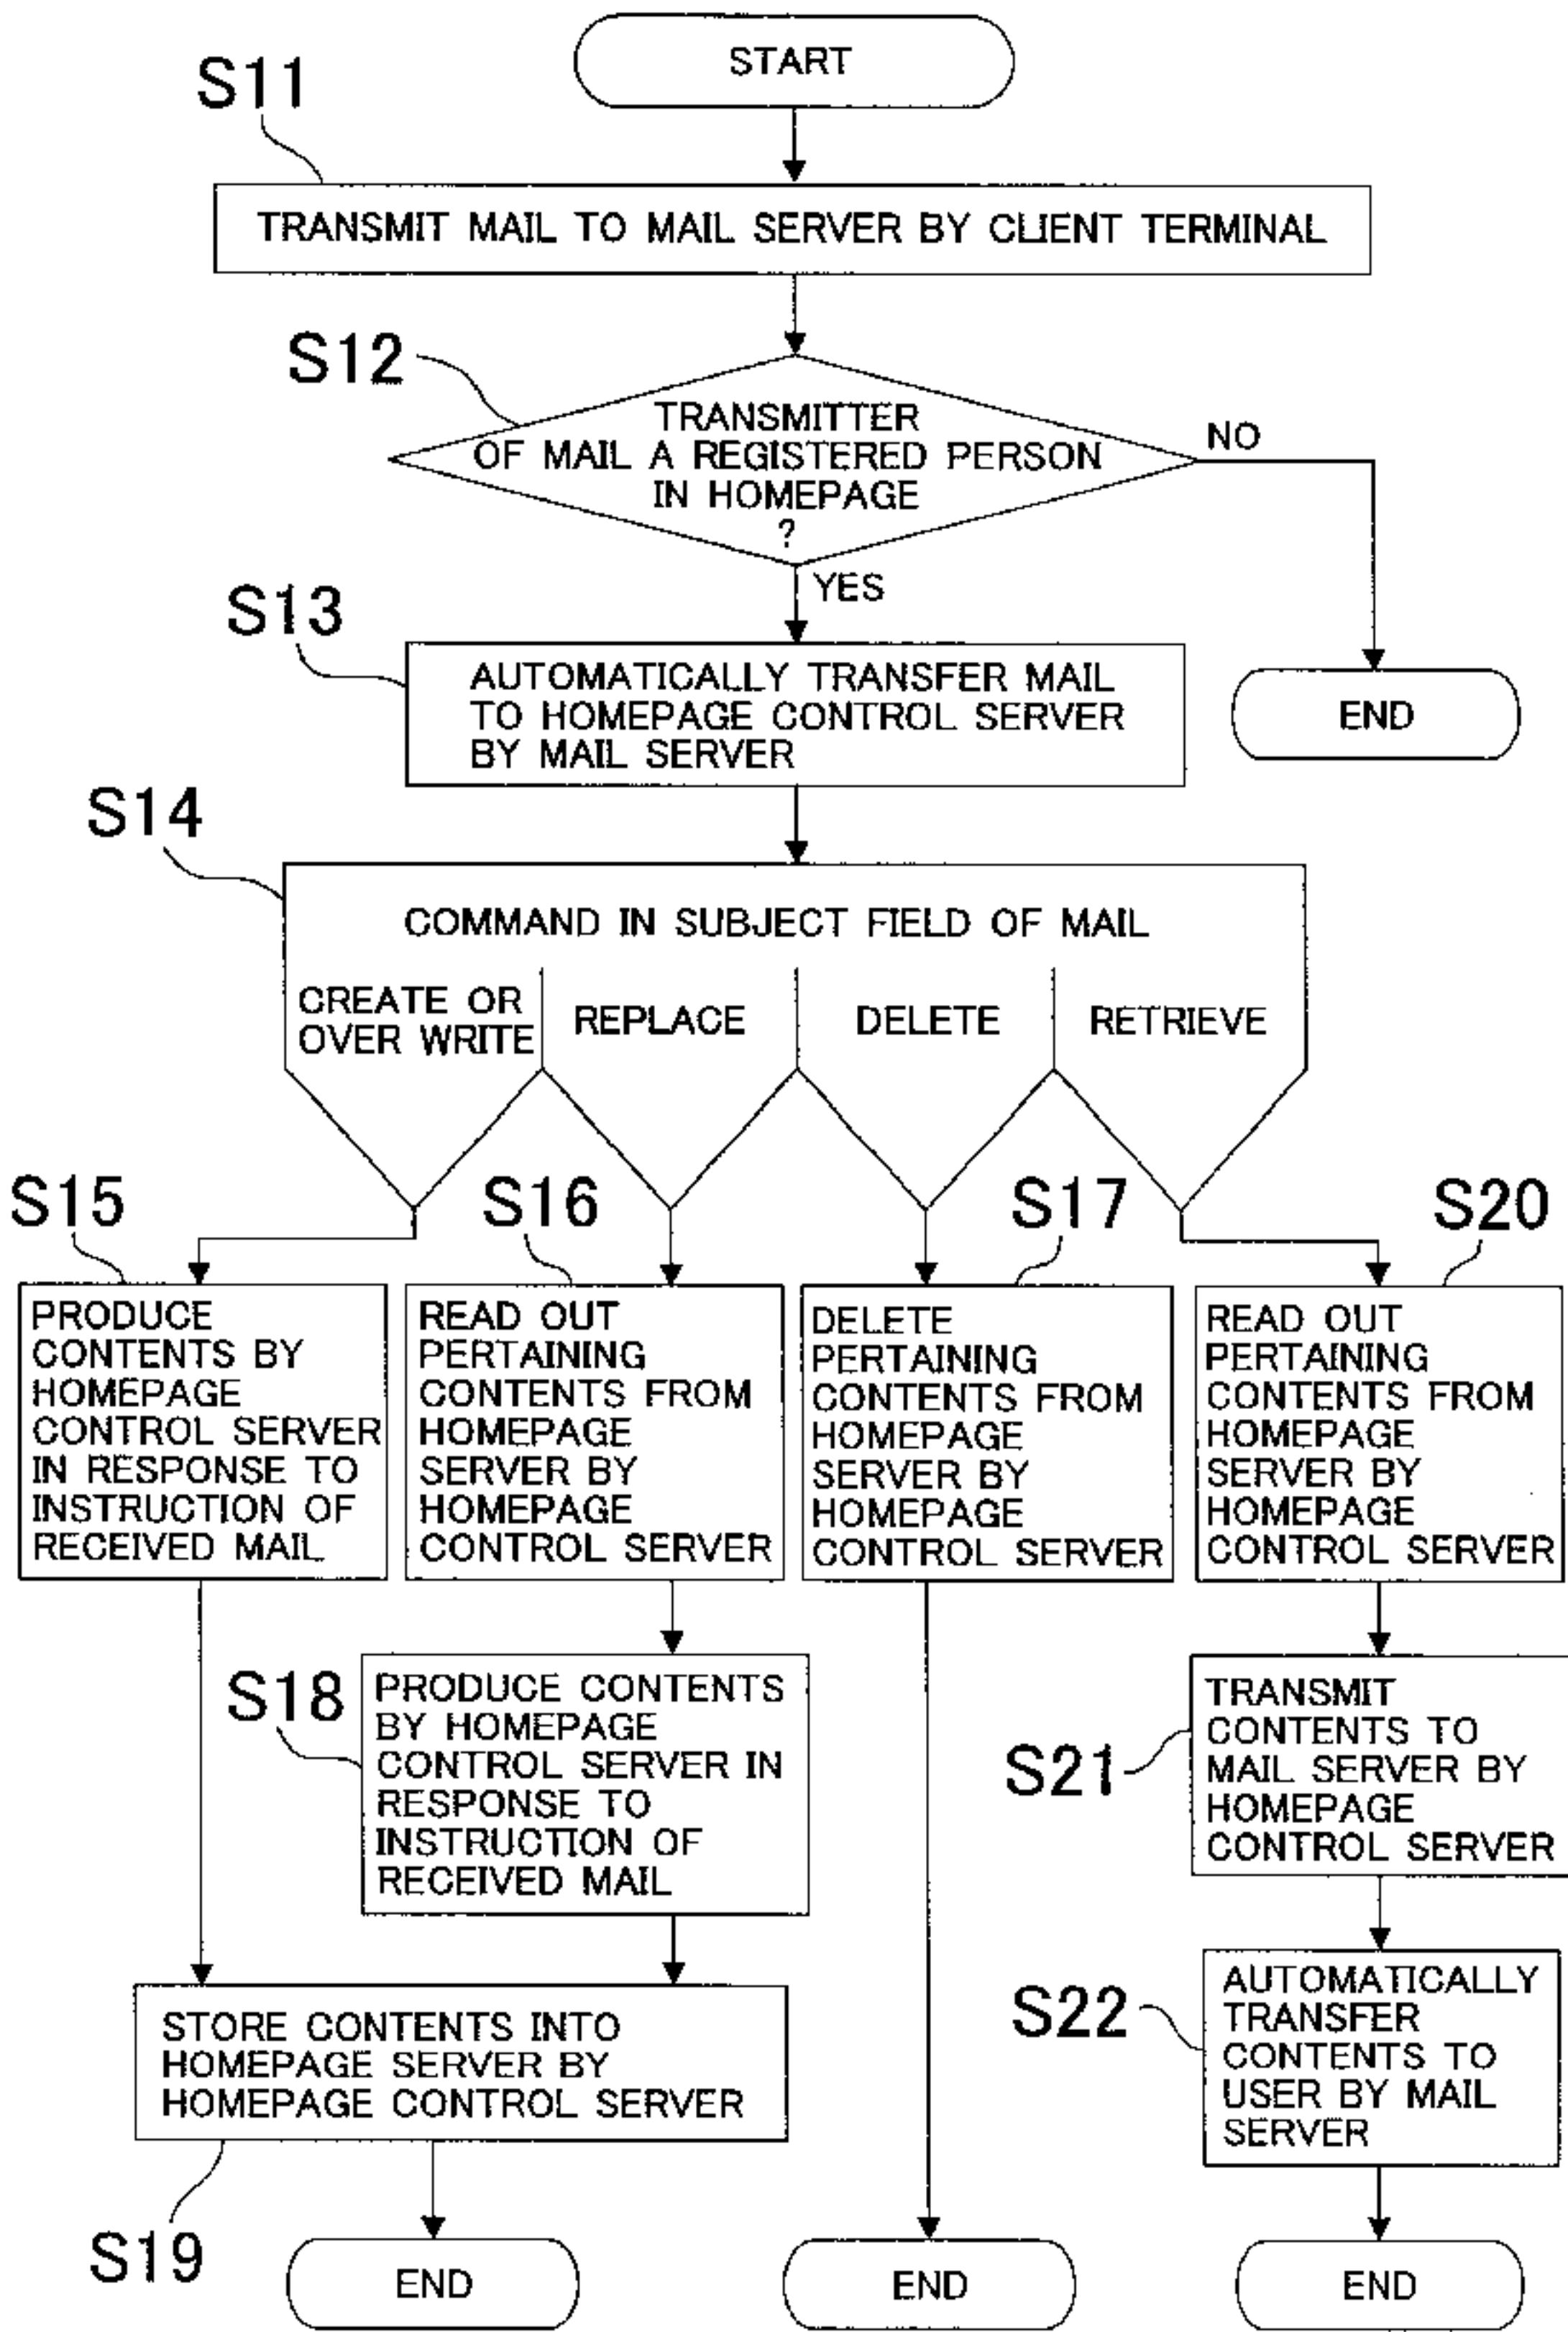 START
S11
TRANSMIT MAIL TO MAIL SERVER BY CLIENT TERMINAL
S12
TRANSMITTER
OF MAIL A REGISTERED PERSON
IN HOMEPAGE
?
NO
YES
S13
AUTOMATICALLY TRANSFER MAIL
TO HOMEPAGE CONTROL SERVER
BY MAIL SERVER
END
S14
COMMAND IN SUBJECT FIELD OF MAIL
CREATE OR
OVER WRITE
REPLACE
DELETE
RETRIEVE
S15
PRODUCE
CONTENTS BY
HOMEPAGE
CONTROL SERVER
IN RESPONSE TO
INSTRUCTION OF
RECEIVED MAIL
S16
READ OUT
PERTAINING
CONTENTS FROM
HOMEPAGE
SERVER BY
HOMEPAGE
CONTROL SERVER
S17
DELETE
PERTAINING
CONTENTS FROM
HOMEPAGE
SERVER BY
HOMEPAGE
CONTROL SERVER
S20
READ OUT
PERTAINING
CONTENTS FROM
HOMEPAGE
SERVER BY
HOMEPAGE
CONTROL SERVER
S18
PRODUCE CONTENTS
BY HOMEPAGE
CONTROL SERVER IN
RESPONSE TO
INSTRUCTION OF
RECEIVED MAIL
S21
TRANSMIT
CONTENTS TO
MAIL SERVER BY
HOMEPAGE
CONTROL SERVER
S22
AUTOMATICALLY
TRANSFER
CONTENTS TO
USER BY MAIL
SERVER
STORE CONTENTS INTO
HOMEPAGE SERVER BY
HOMEPAGE CONTROL SERVER
S19
END
END
END